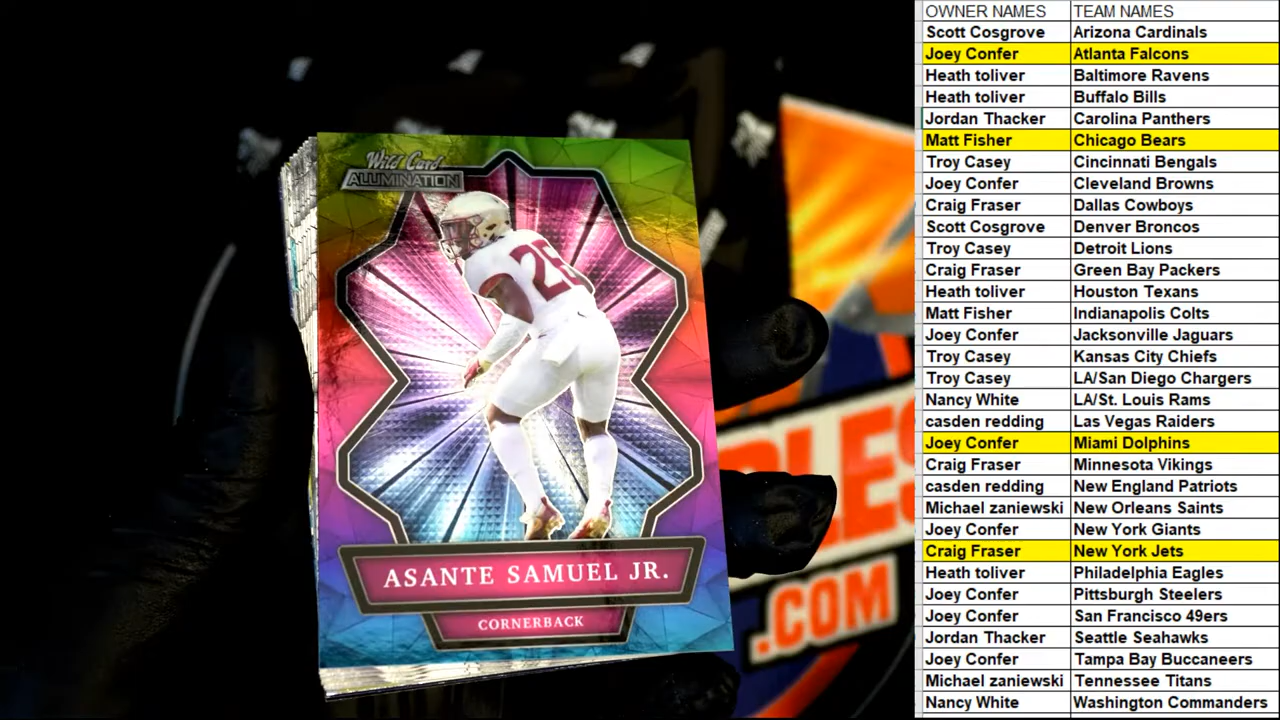 Wild Card
ALUMINATION
28
ASANTE SAMUEL JR.
CORNERBACK
LES
.COM
OWNER NAMES TEAM NAMES
Scott Cosgrove Arizona Cardinals
Joey Confer Atlanta Falcons
Heath toliver Baltimore Ravens
Heath toliver Buffalo Bills
Jordan Thacker Carolina Panthers
Matt Fisher Chicago Bears
Troy Casey Cincinnati Bengals
Joey Confer Cleveland Browns
Craig Fraser Dallas Cowboys
Scott Cosgrove Denver Broncos
Troy Casey Detroit Lions
Craig Fraser Green Bay Packers
Heath toliver Houston Texans
Matt Fisher Indianapolis Colts
Joey Confer Jacksonville Jaguars
Troy Casey Kansas City Chiefs
Troy Casey LA/San Diego Chargers
Nancy White LA/St. Louis Rams
casden redding Las Vegas Raiders
Joey Confer Miami Dolphins
Craig Fraser Minnesota Vikings
casden redding New England Patriots
Michael zaniewski New Orleans Saints
Joey Confer New York Giants
Craig Fraser New York Jets
Heath toliver Philadelphia Eagles
Joey Confer Pittsburgh Steelers
Joey Confer San Francisco 49ers
Jordan Thacker Seattle Seahawks
Joey Confer Tampa Bay Buccaneers
Michael zaniewski Tennessee Titans
Nancy White Washington Commanders